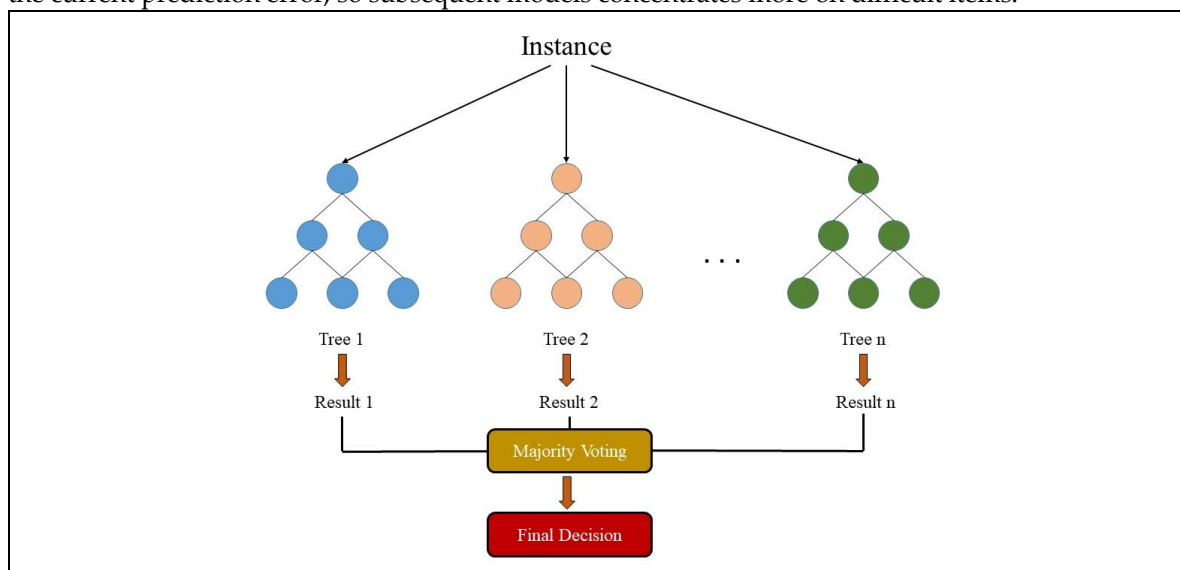 the current prediction error, so subsequent models concentrates more on difficult items.
Instance
. . .
Tree 1 Tree 2 Tree n
Result 1 Result 2 Result n
Majority Voting
Final Decision